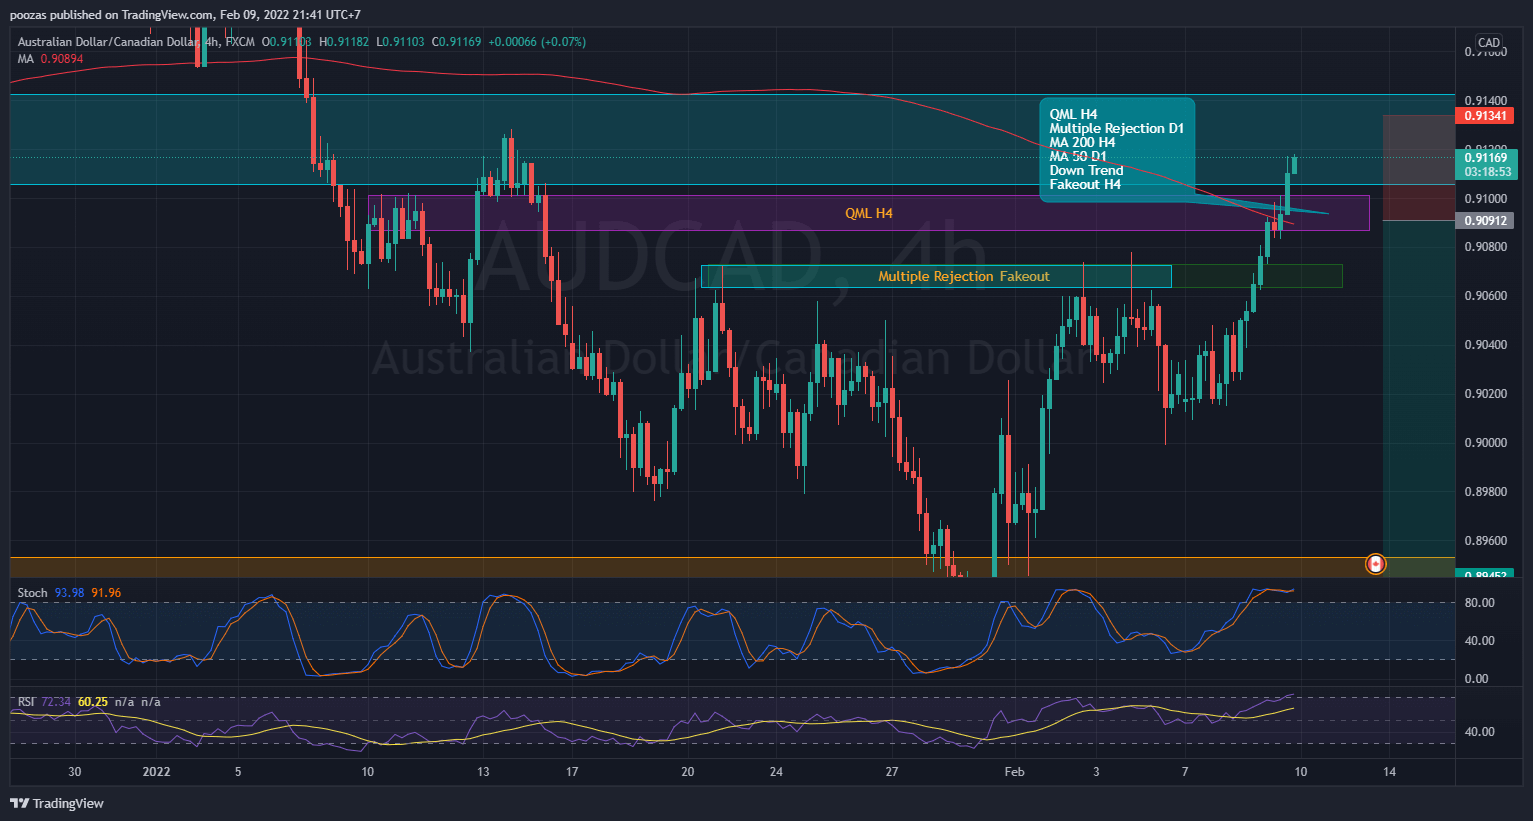 poozas published on TradingView.com, Feb 09, 2022 21:41 UTC+7
Australian Dollar/Canadian Dollar, 4h, FXCM O0.91103 H0.91182 L0.91103 C0.91169 +0.00066 (+0.07%)
MA 0.90894
CAD
0.91600
0.91400
0.91341
QML H4
Multiple Rejection D1
MA 200 H4
MA 50 D1
Down Trend
Fakeout H4
0.91169
03:18:53
0.91000
QML H4
0.90912
0.90800
AUDCAD, 4h
Multiple Rejection Fakeout
0.90600
Australian Dollar/Canadian Dollar
0.90400
0.90200
0.90000
0.89800
0.89600
0.89452
Stoch 93.98 91.96
80.00
40.00
0.00
RSI 72.34 60.25 n/a n/a
40.00
30 2022 5 10 13 17 20 24 27 Feb 3 7 10 14
TradingView